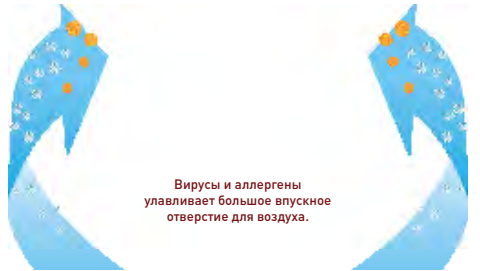 Вирусы и аллергены
улавливает большое впускное
отверстие для воздуха.